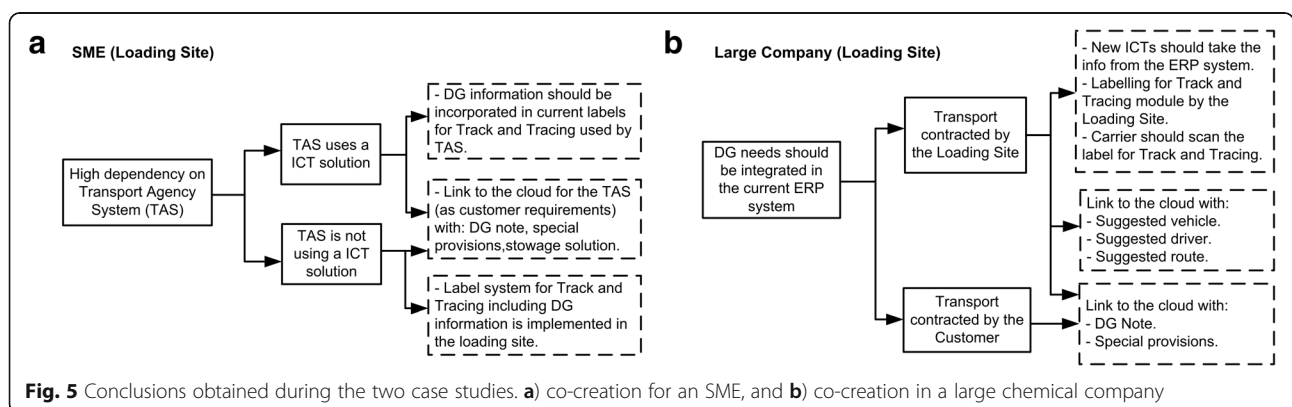 a SME (Loading Site)
High dependency on
Transport Agency
System (TAS)
TAS uses a
ICT solution
TAS is not
using a ICT
solution
- DG information should be
incorporated in current labels
for Track and Tracing used by
TAS.
- Link to the cloud for the TAS
(as customer requirements)
with: DG note, special
provisions,stowage solution.
- Label system for Track and
Tracing including DG
information is implemented in
the loading site.
b Large Company (Loading Site)
DG needs should
be integrated in
the current ERP
system
Transport
contracted by
the Loading Site
Transport
contracted by the
Customer
- New ICTs should take the
info from the ERP system.
- Labelling for Track and
Tracing module by the
Loading Site.
- Carrier should scan the
label for Track and Tracing.
Link to the cloud with:
- Suggested vehicle.
- Suggested driver.
- Suggested route.
Link to the cloud with:
- DG Note.
- Special provisions.
Fig. 5 Conclusions obtained during the two case studies. a) co-creation for an SME, and b) co-creation in a large chemical company